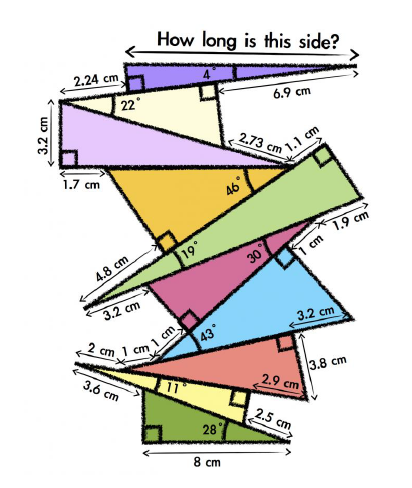 How long is this side?
4°
2.24 cm
6.9 cm
22°
3.2 cm
2.73 cm
1.1 cm
1.7 cm
46°
19°
1.9 cm
4.8 cm
30°
1 cm
3.2 cm
1 cm
43°
3.2 cm
2 cm
1 cm
3.8 cm
3.6 cm
11°
2.9 cm
2.5 cm
28°
8 cm